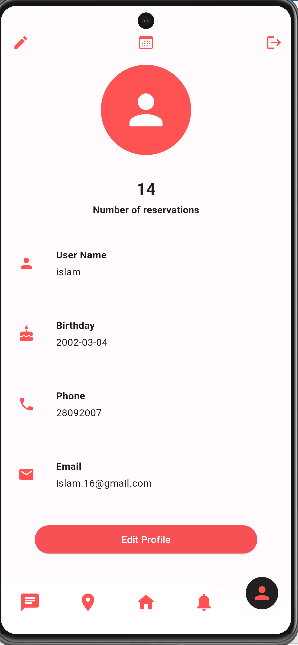 14
Number of reservations
User Name
islam
Birthday
2002-03-04
Phone
28092007
Email
islam.16@gmail.com
Edit Profile